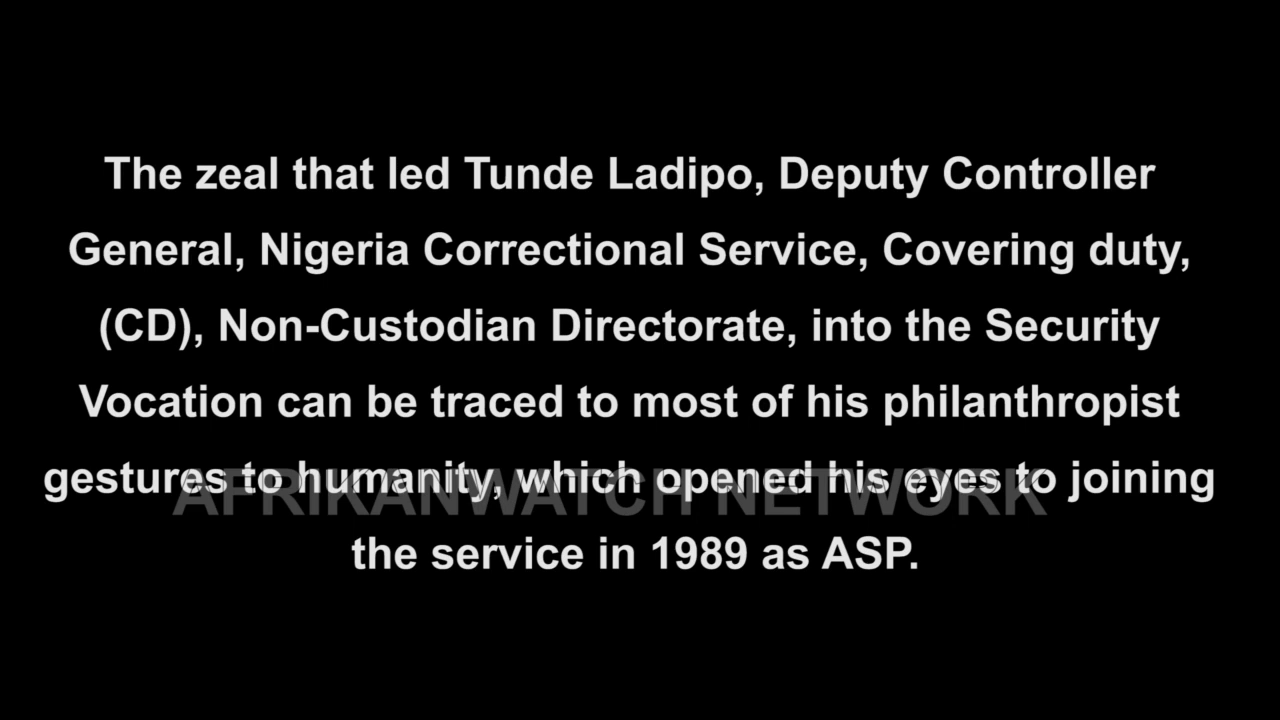 The zeal that led Tunde Ladipo, Deputy Controller
General, Nigeria Correctional Service, Covering duty,
(CD), Non-Custodian Directorate, into the Security
Vocation can be traced to most of his philanthropist
gestures to humanity, which opened his eyes to joining
AFRIKANWATCH NETWORK
the service in 1989 as ASP.